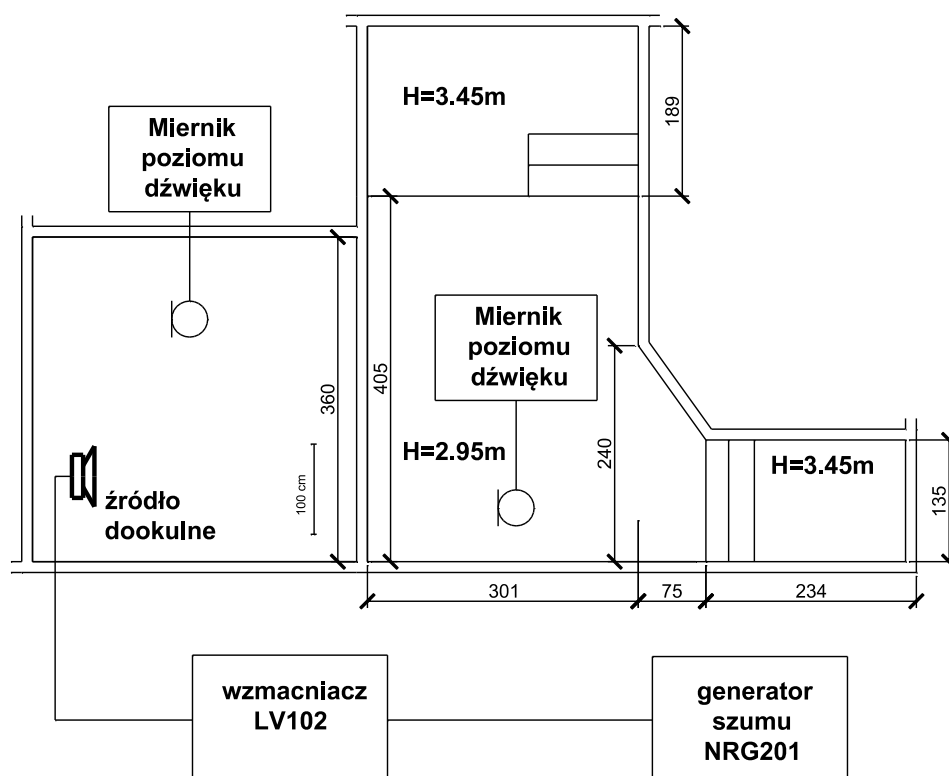 H=3.45m
189
Miernik
poziomu
dźwięku
Miernik
poziomu
dźwięku
360
405
240
H=2.95m
H=3.45m
135
100 cm
źródło
dookulne
301
75
234
wzmacniacz
LV102
generator
szumu
NRG201